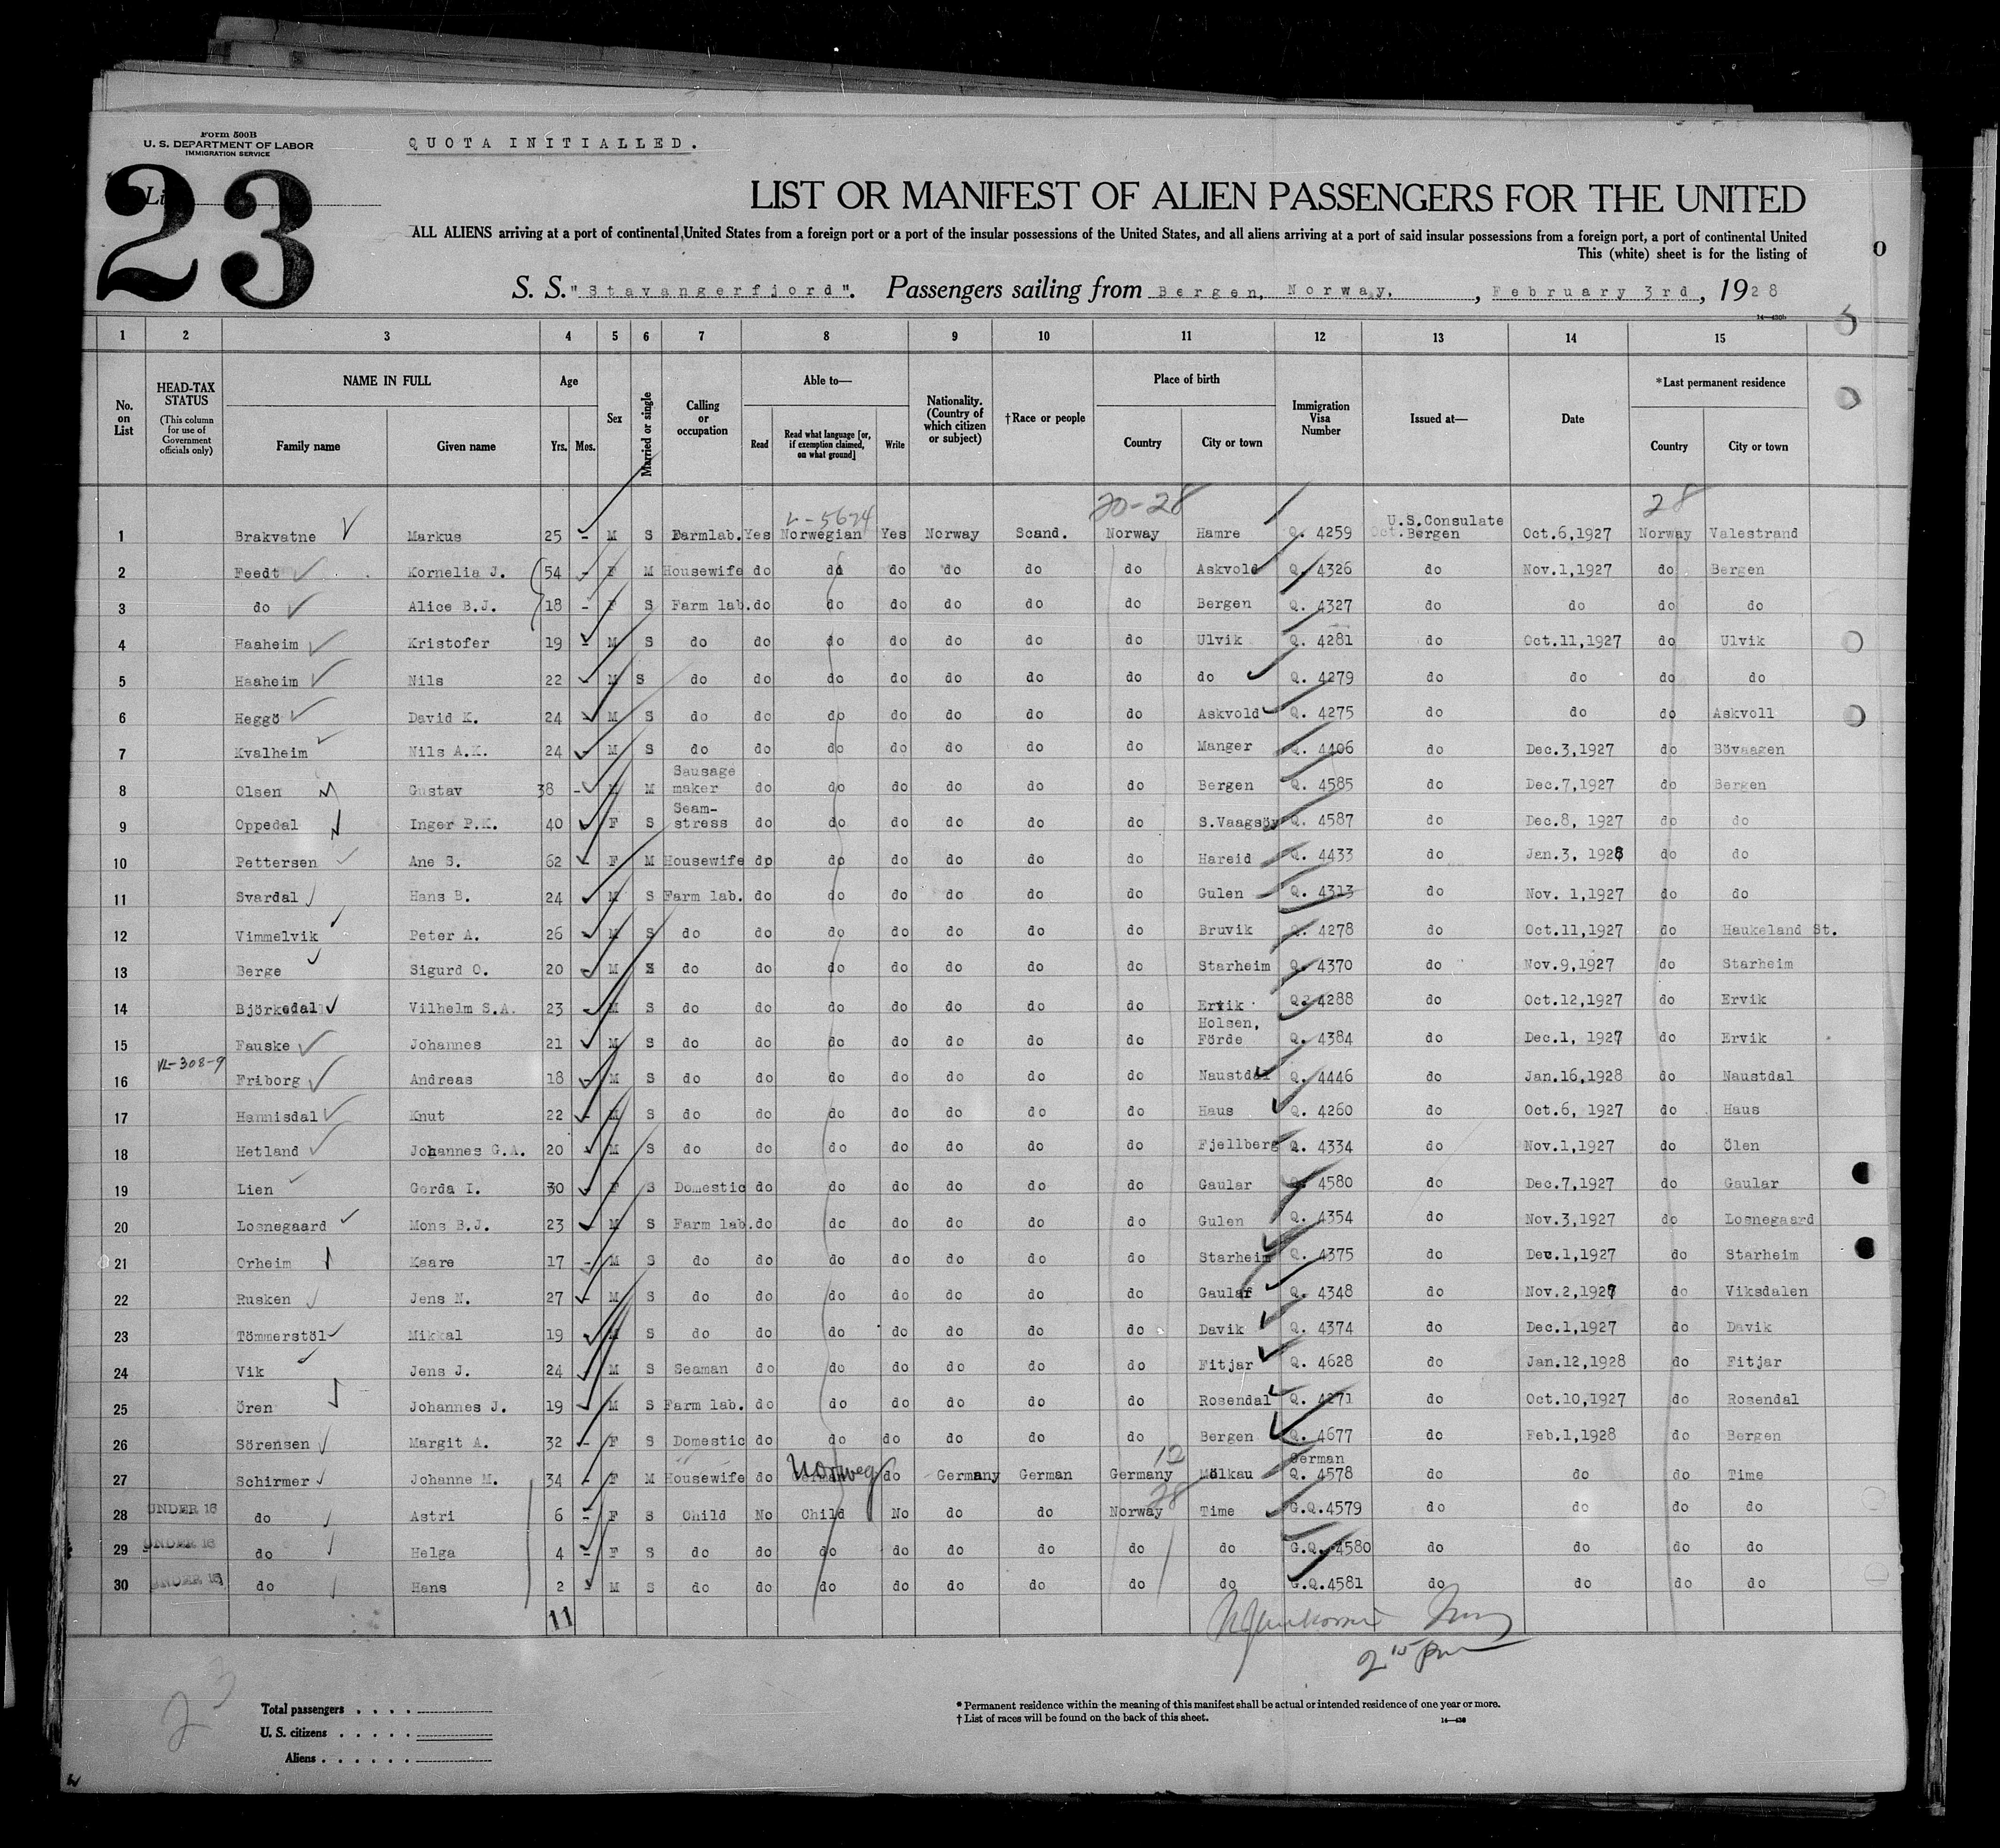 Form 500B
U. S. DEPARTMENT OF LABOR
IMMIGRATION SERVICE
QUOTA INITIALLED.
23
LIST OR MANIFEST OF ALIEN PASSENGERS FOR THE UNITED
ALL ALIENS arriving at a port of continental United States from a foreign port or a port of the insular possessions of the United States, and all aliens arriving at a port of said insular possessions from a foreign port, a port of continental United
This (white) sheet is for the listing of
S. S. "Stavangerfjord". Passengers sailing from Bergen, Norway, , February 3rd, 1928
1 2 3 4 5 6 7 8 9 10 11 12 13 14 15
No. on List HEAD-TAX STATUS (This column for use of Government officials only) NAME IN FULL Family name Given name Age Yrs. Mos. Sex Married or single Calling or occupation Able to— Read Read what language [or, if exemption claimed, on what ground] Write Nationality. (Country of which citizen or subject) †Race or people Place of birth Country City or town Immigration Visa Number Issued at— Date *Last permanent residence Country City or town
20-28 28
1 Brakvatne Markus 25 - M S Farmlab. Yes Norwegian Yes Norway Scand. Norway Hamre Q. 4259 U.S.Consulate Bergen Oct.6,1927 Norway Valestrand
2 Feedt Kornelia J. 54 - F M Housewife do do do do do do Askvold Q. 4326 do Nov.1,1927 do Bergen
3 do Alice B.J. 18 - F S Farm lab. do do do do do do Bergen Q. 4327 do do do do
4 Haaheim Kristofer 19 - M S do do do do do do do Ulvik Q. 4281 do Oct.11,1927 do Ulvik
5 Haaheim Nils 22 - M S do do do do do do do do Q. 4279 do do do do
6 Heggö David K. 24 - M S do do do do do do do Askvold Q. 4275 do do do Askvoll
7 Kvalheim Nils A.K. 24 - M S do do do do do do do Manger Q. 4406 do Dec.3,1927 do Bövaagen
8 Olsen Gustav 38 - M M Sausage maker do do do do do do Bergen Q. 4585 do Dec.7,1927 do Bergen
9 Oppedal Inger P.K. 40 - F S Seamstress do do do do do do S.Vaagsöy Q. 4587 do Dec.8, 1927 do do
10 Pettersen Ane S. 62 - F M Housewife do do do do do do Hareid Q. 4433 do Jan.3, 1928 do do
11 Svardal Hans B. 24 - M S Farm lab. do do do do do do Gulen Q. 4313 do Nov. 1,1927 do do
12 Vimmelvik Peter A. 26 - M S do do do do do do do Bruvik Q. 4278 do Oct.11,1927 do Haukeland St.
13 Berge Sigurd O. 20 - M S do do do do do do do Starheim Q. 4370 do Nov.9,1927 do Starheim
14 Björkedal Vilhelm S.A. 23 - M S do do do do do do do Ervik Q. 4288 do Oct.12,1927 do Ervik
15 Fauske Johannes 21 - M S do do do do do do do Holsen, Förde Q. 4384 do Dec.1, 1927 do Ervik
16 VL-308-9 Friborg Andreas 18 - M S do do do do do do do Naustdal Q. 4446 do Jan.16,1928 do Naustdal
17 Hannisdal Knut 22 - M S do do do do do do do Haus Q. 4260 do Oct.6, 1927 do Haus
18 Hetland Johannes G.A. 20 - M S do do do do do do do Fjellberg Q. 4334 do Nov.1,1927 do Ölen
19 Lien Gerda I. 30 - F S Domestic do do do do do do Gaular Q. 4580 do Dec.7,1927 do Gaular
20 Losnegaard Mons B.J. 23 - M S Farm lab. do do do do do do Gulen Q. 4354 do Nov.3,1927 do Losnegaard
21 Orheim Kaare 17 - M S do do do do do do do Starheim Q. 4375 do Dec.1,1927 do Starheim
22 Rusken Jens N. 27 - M S do do do do do do do Gaular Q. 4348 do Nov.2,1927 do Viksdalen
23 Tömmerstöl Mikkal 19 - M S do do do do do do do Davik Q. 4374 do Dec.1,1927 do Davik
24 Vik Jens J. 24 - M S Seaman do do do do do do Fitjar Q. 4628 do Jan.12,1928 do Fitjar
25 Ören Johannes J. 19 - M S Farm lab. do do do do do do Rosendal Q. 4271 do Oct.10,1927 do Rosendal
26 Sörensen Margit A. 32 - F S Domestic do do do do do do Bergen Q. 4677 do Feb.1,1928 do Bergen
27 Schirmer Johanne M. 34 - F M Housewife do Norweg do Germany German Germany Mölkau German Q. 4578 do do do Time
28 UNDER 16 do Astri 6 - F S Child No Child No do do Norway Time G.Q.4579 do do do do
29 UNDER 16 do Helga 4 - F S do do do do do do do do G.Q. 4580 do do do do
30 UNDER 16 do Hans 2 - M S do do do do do do do do G.Q.4581 do do do do
11
2 15 pm
23
Total passengers . . . .
U. S. citizens . . . . .
Aliens . . . . . .
* Permanent residence within the meaning of this manifest shall be actual or intended residence of one year or more.
† List of races will be found on the back of this sheet.
14—430